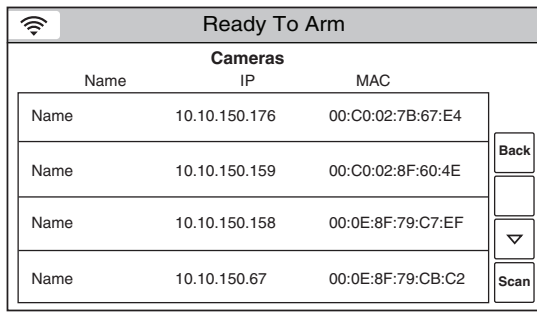 Ready To Arm
Cameras
Name IP MAC
Name 10.10.150.176 00:C0:02:7B:67:E4
Name 10.10.150.159 00:C0:02:8F:60:4E
Name 10.10.150.158 00:0E:8F:79:C7:EF
Name 10.10.150.67 00:0E:8F:79:CB:C2
Back
Scan